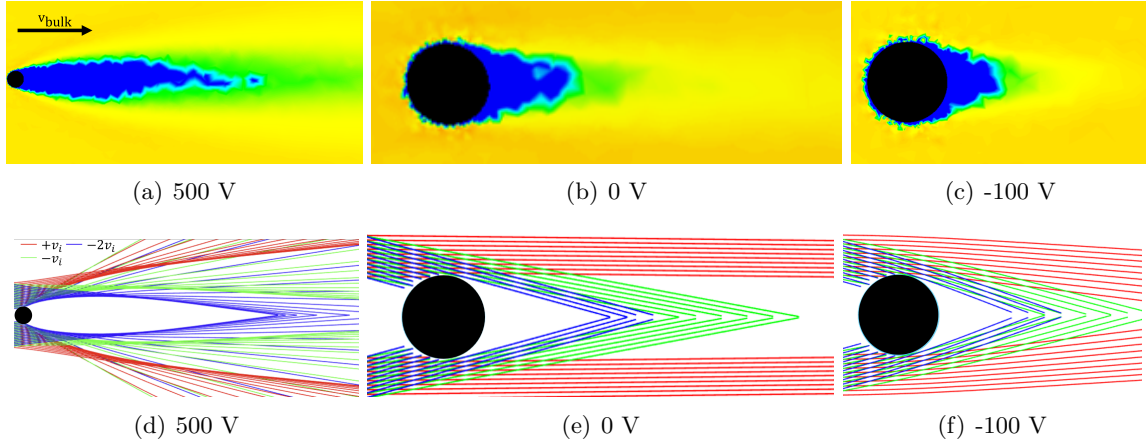 v_bulk
(a) 500 V
(b) 0 V
(c) -100 V
+v_i -2v_i
-v_i
(d) 500 V
(e) 0 V
(f) -100 V